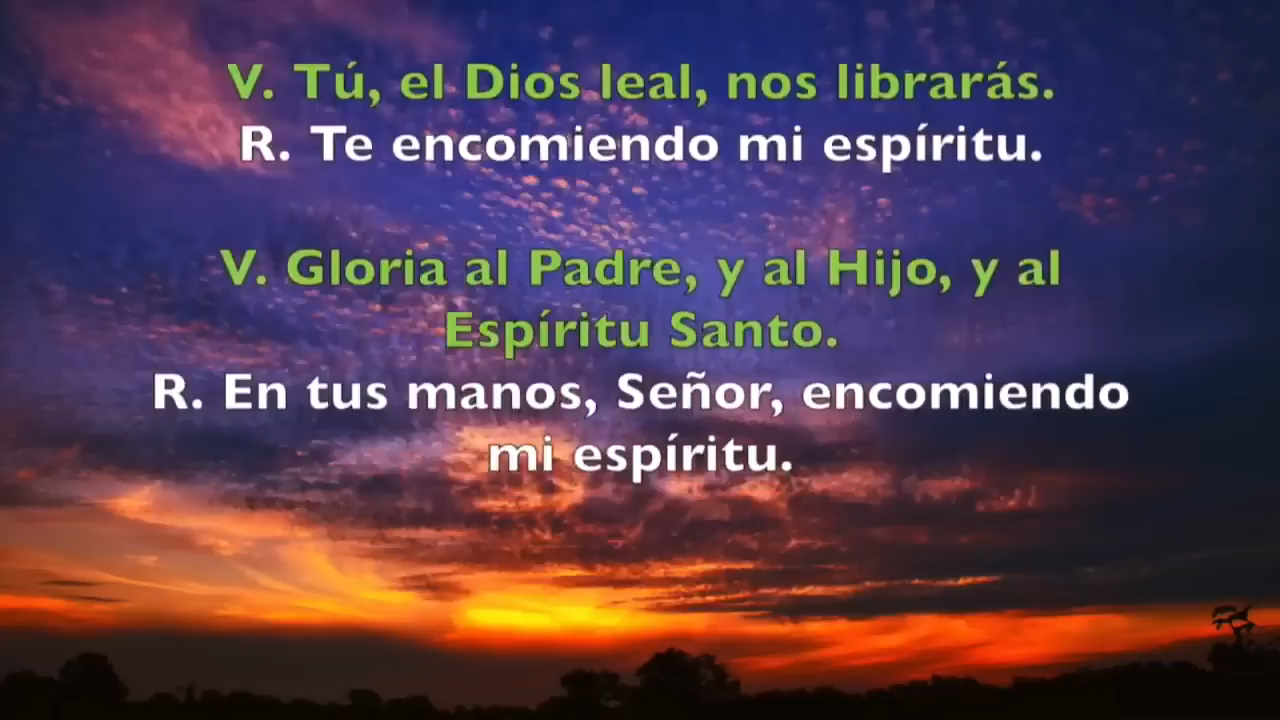 V. Tú, el Dios leal, nos librarás.
R. Te encomiendo mi espíritu.
V. Gloria al Padre, y al Hijo, y al
Espíritu Santo.
R. En tus manos, Señor, encomiendo
mi espíritu.